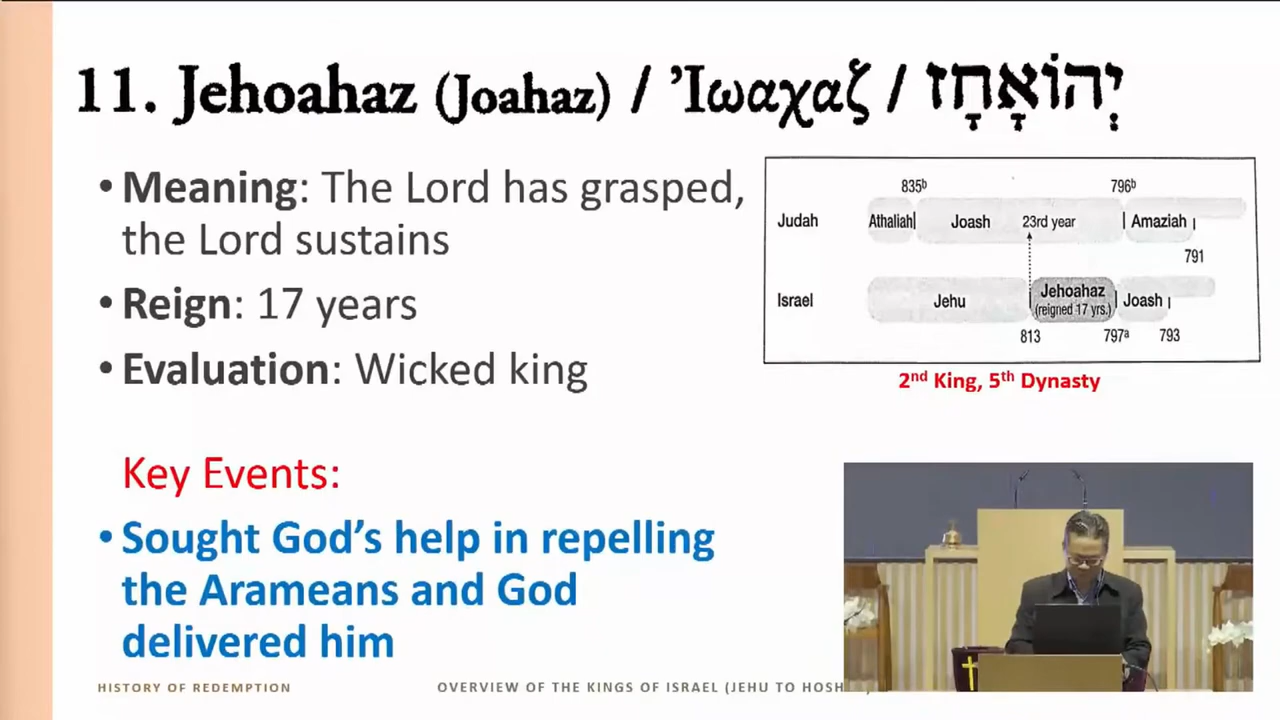 11. Jehoahaz (Joahaz) / Ἰωαχαζ / יְהוֹאָחָז
• Meaning: The Lord has grasped,
the Lord sustains
• Reign: 17 years
• Evaluation: Wicked king
835ᵇ 796ᵇ
Judah Athaliah Joash 23rd year Amaziah
791
Israel Jehu Jehoahaz (reigned 17 yrs.) Joash
813 797ᵃ 793
2nd King, 5th Dynasty
Key Events:
• Sought God’s help in repelling
the Arameans and God
delivered him
HISTORY OF REDEMPTION
OVERVIEW OF THE KINGS OF ISRAEL (JEHU TO